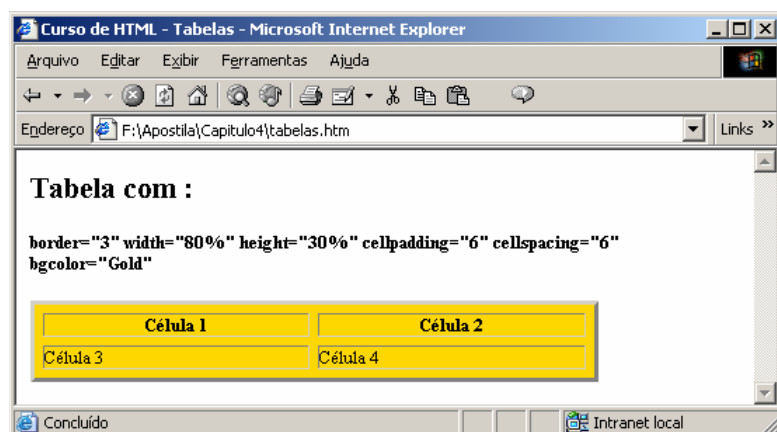 Curso de HTML - Tabelas - Microsoft Internet Explorer
Arquivo Editar Exibir Ferramentas Ajuda
Endereço F:\Apostila\Capitulo4\tabelas.htm Links »
Tabela com :
border="3" width="80%" height="30%" cellpadding="6" cellspacing="6"
bgcolor="Gold"
Célula 1 Célula 2
Célula 3 Célula 4
Concluído Intranet local